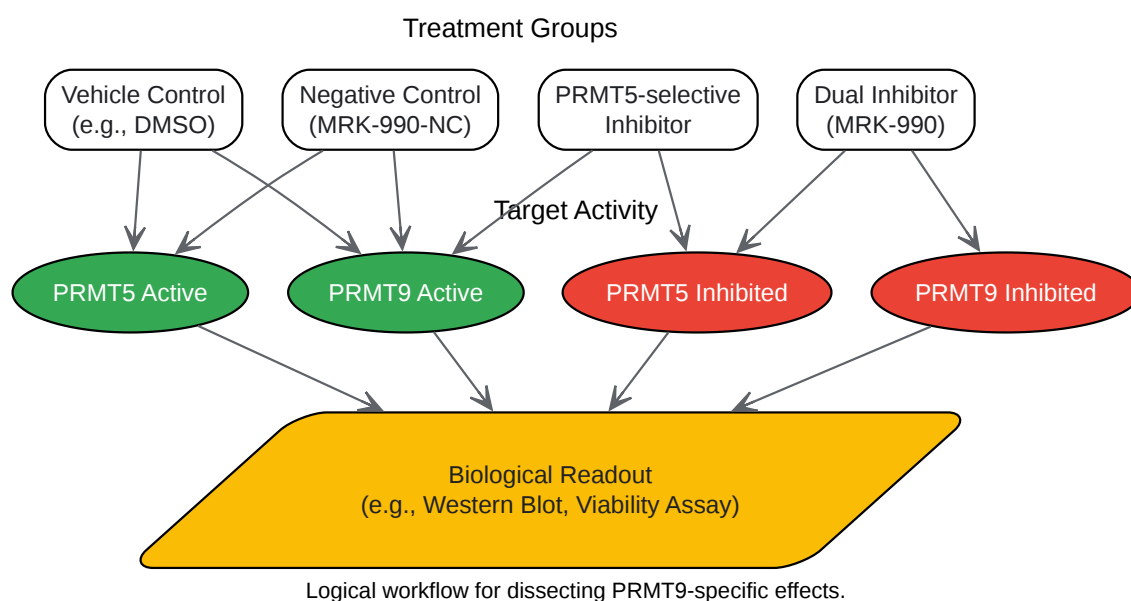 Treatment Groups
Vehicle Control
(e.g., DMSO)
Negative Control
(MRK-990-NC)
PRMT5-selective
Inhibitor
Dual Inhibitor
(MRK-990)
Target Activity
PRMT5 Active
PRMT9 Active
PRMT5 Inhibited
PRMT9 Inhibited
Biological Readout
(e.g., Western Blot, Viability Assay)
Logical workflow for dissecting PRMT9-specific effects.